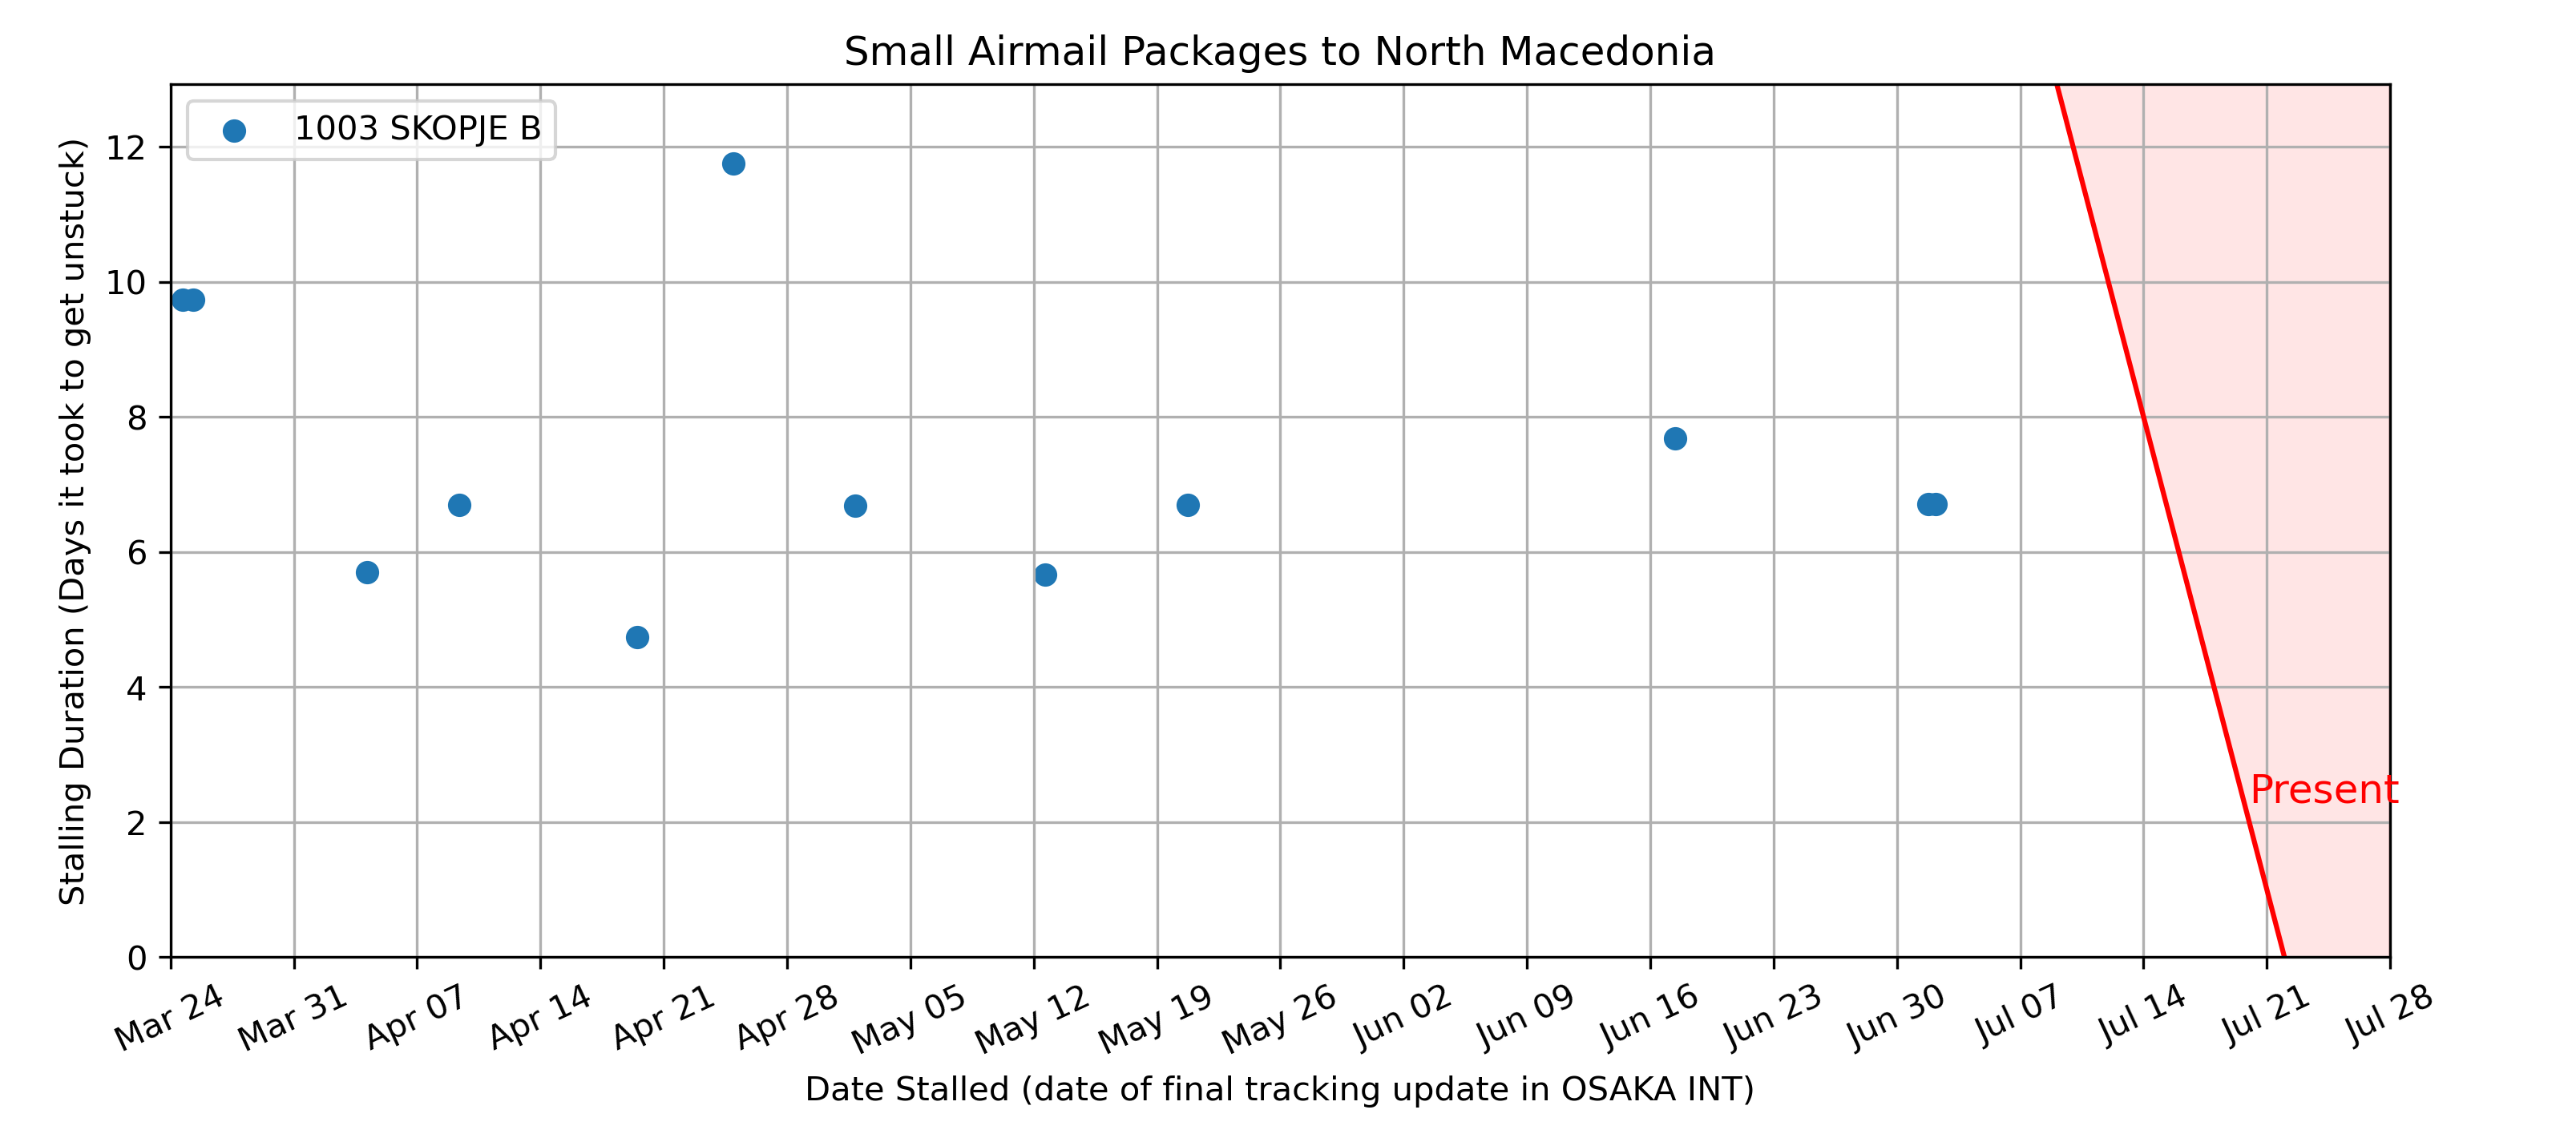 Small Airmail Packages to North Macedonia
1003 SKOPJE B
Stalling Duration (Days it took to get unstuck)
12
10
8
6
4
2
0
Present
Mar 24
Mar 31
Apr 07
Apr 14
Apr 21
Apr 28
May 05
May 12
May 19
May 26
Jun 02
Jun 09
Jun 16
Jun 23
Jun 30
Jul 07
Jul 14
Jul 21
Jul 28
Date Stalled (date of final tracking update in OSAKA INT)